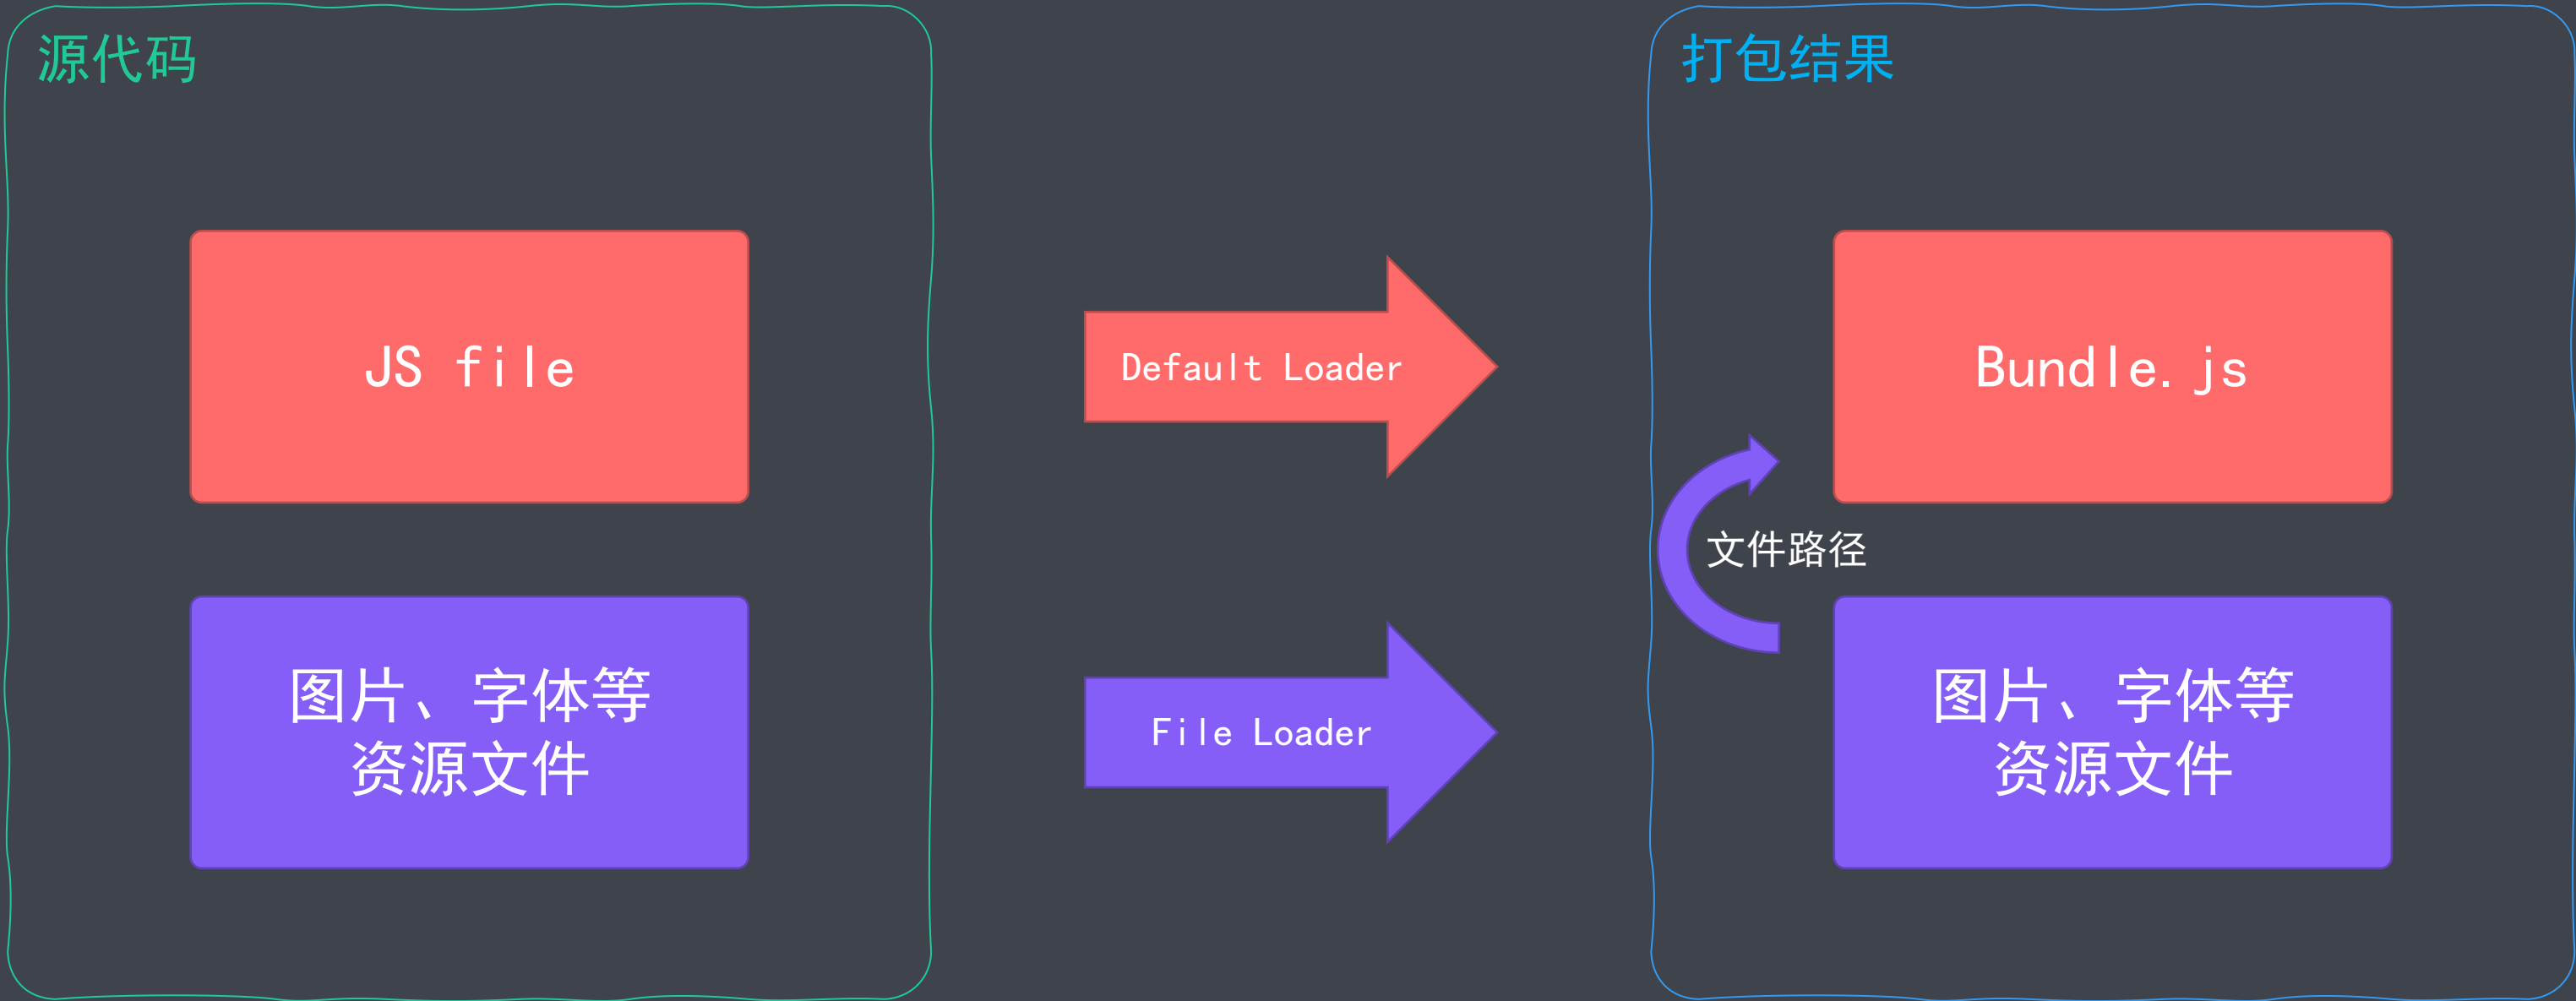 源代码
打包结果
JS file
Default Loader
Bundle.js
文件路径
图片、字体等
资源文件
File Loader
图片、字体等
资源文件